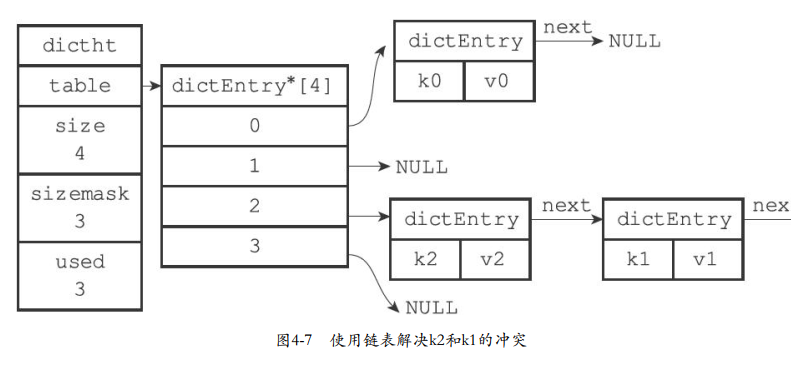 dictht
table
size
4
sizemask
3
used
3
dictEntry*[4]
0
1
2
3
dictEntry
k0
v0
next
NULL
NULL
dictEntry
k2
v2
next
dictEntry
k1
v1
nex
NULL
图4-7 使用链表解决k2和k1的冲突